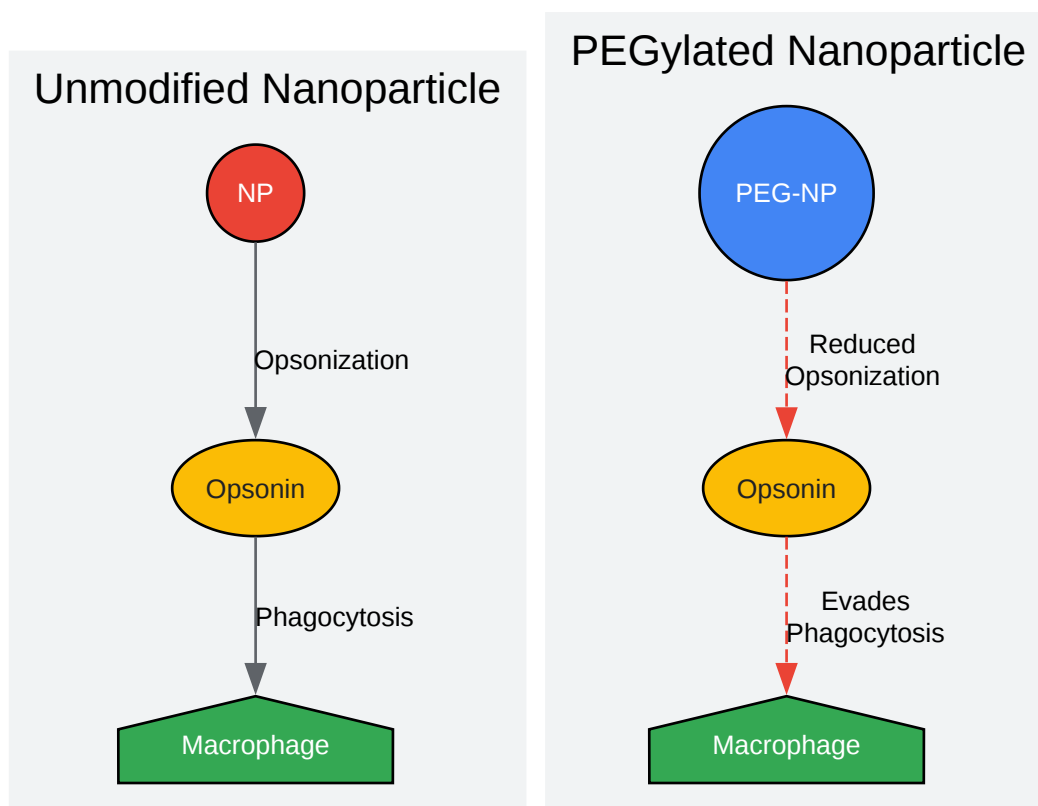 Unmodified Nanoparticle
NP
Opsonization
Opsonin
Phagocytosis
Macrophage
PEGylated Nanoparticle
PEG-NP
Reduced
Opsonization
Opsonin
Evades
Phagocytosis
Macrophage